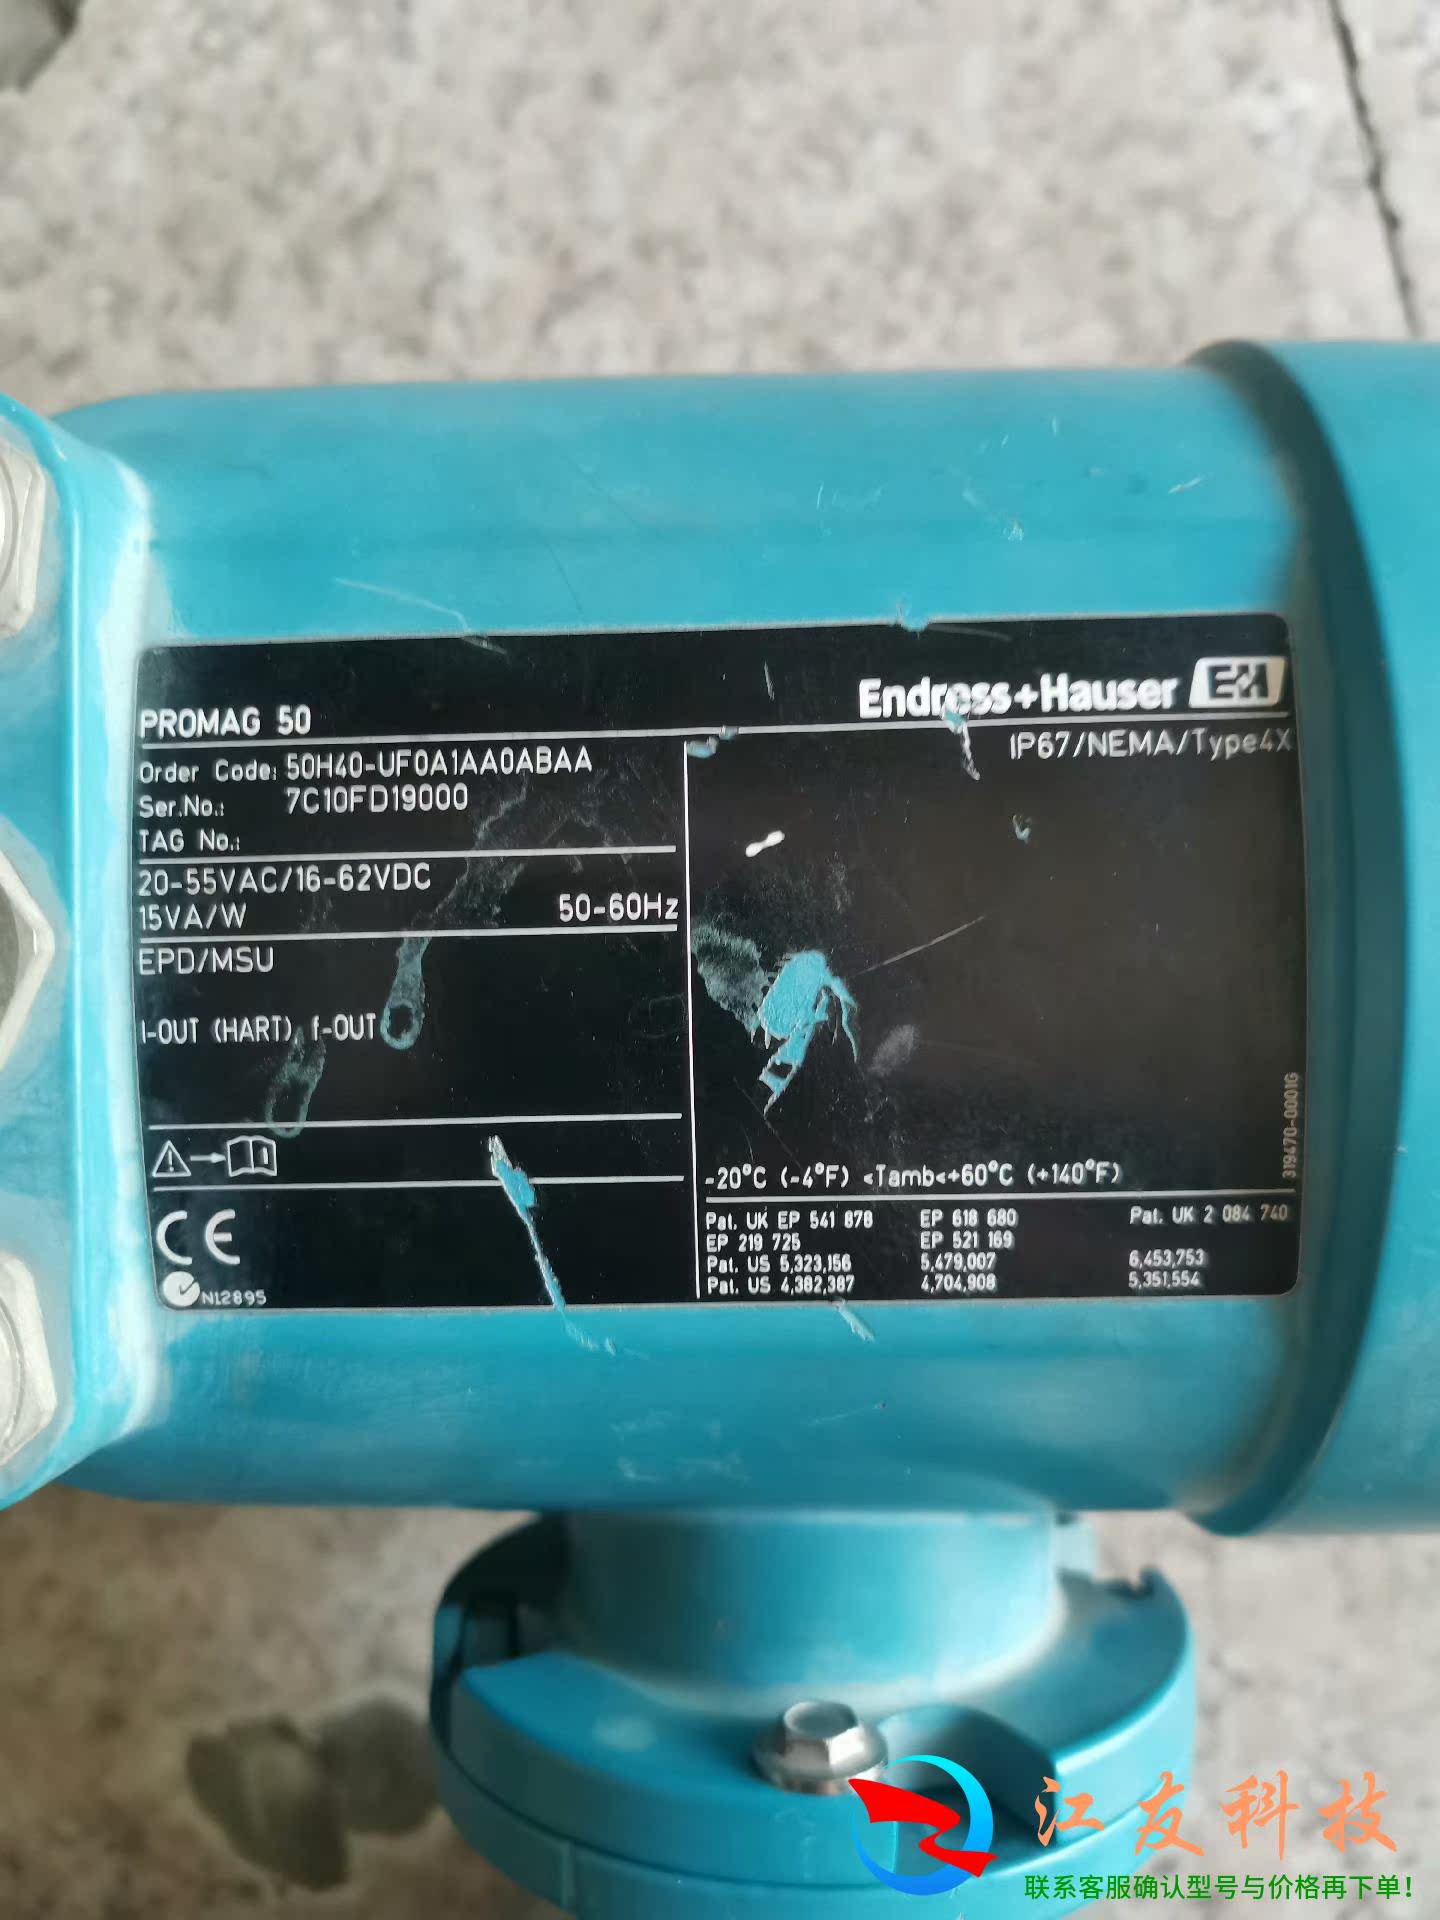 PROMAG 50
Endress+Hauser E+H
Order Code: 50H40-UF0A1AA0ABAA
Ser.No.: 7C10FD19000
TAG No.:
20-55VAC/16-62VDC
15VA/W 50-60Hz
EPD/MSU
I-OUT (HART), f-OUT
CE
N12895
IP67/NEMA/Type4X
319470-0001G
-20°C (-4°F) <Tamb<+60°C (+140°F)
Pat. UK EP 541 878 EP 618 680 Pat. UK 2 084 740
EP 219 725 EP 521 169
Pat. US 5,323,156 5,479,007 6,453,753
Pat. US 4,382,387 4,704,908 5,351,554
江友科技
联系客服确认型号与价格再下单！